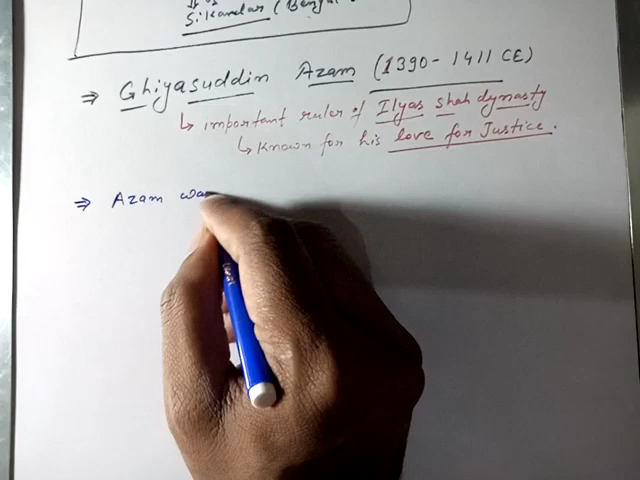 Sikandar (Bengal
⇒ Ghiyasuddin Azam (1390 - 1411 CE)
↳ important ruler of Ilyas Shah dynasty
↳ Known for his love for Justice.
⇒ Azam was